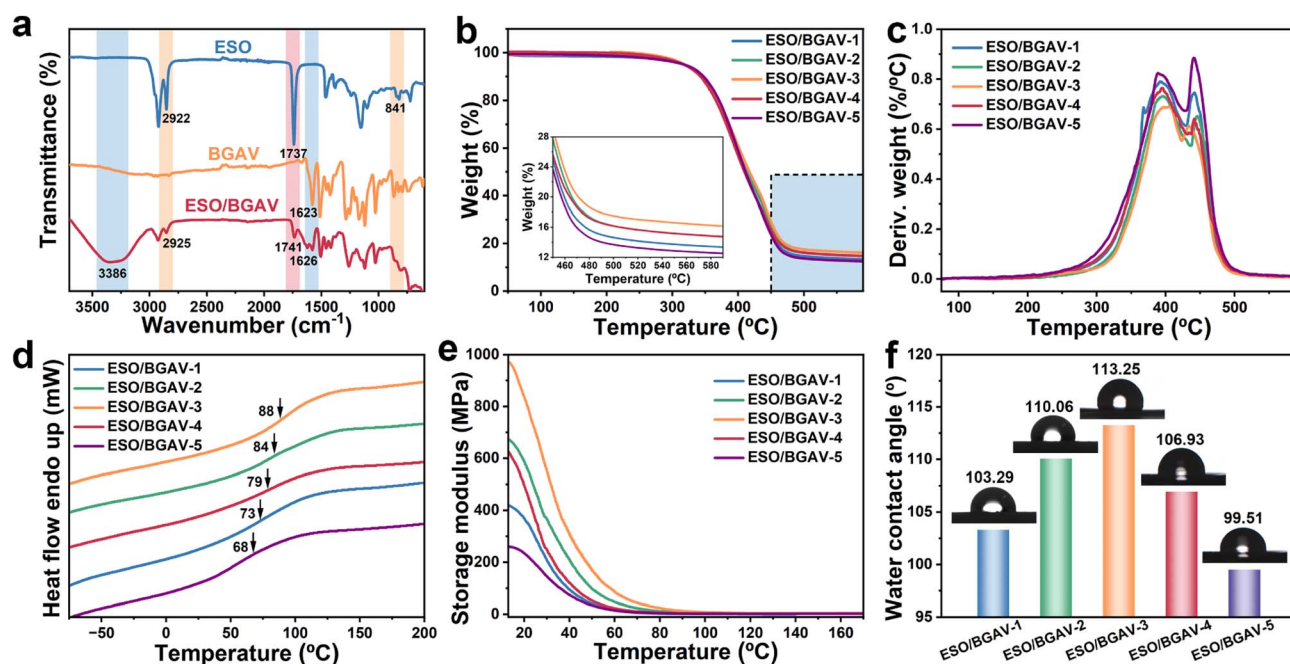 a
Transmittance (%)
ESO
2922
1737
841
BGAV
1623
ESO/BGAV
3386
2925
1741
1626
3500 3000 2500 2000 1500 1000
Wavenumber (cm⁻¹)
b
Weight (%)
100
80
60
40
20
0
ESO/BGAV-1
ESO/BGAV-2
ESO/BGAV-3
ESO/BGAV-4
ESO/BGAV-5
Weight (%)
28
24
20
16
12
460 480 500 520 540 560 580
Temperature (ºC)
100 200 300 400 500
Temperature (ºC)
c
Deriv. weight (%/ºC)
1.0
0.8
0.6
0.4
0.2
0.0
ESO/BGAV-1
ESO/BGAV-2
ESO/BGAV-3
ESO/BGAV-4
ESO/BGAV-5
100 200 300 400 500
Temperature (ºC)
d
Heat flow endo up (mW)
ESO/BGAV-1
ESO/BGAV-2
ESO/BGAV-3
ESO/BGAV-4
ESO/BGAV-5
88
84
79
73
68
−50 0 50 100 150 200
Temperature (ºC)
e
Storage modulus (MPa)
1000
800
600
400
200
0
ESO/BGAV-1
ESO/BGAV-2
ESO/BGAV-3
ESO/BGAV-4
ESO/BGAV-5
20 40 60 80 100 120 140 160
Temperature (ºC)
f
Water contact angle (º)
120
115
110
105
100
95
103.29
110.06
113.25
106.93
99.51
ESO/BGAV-1
ESO/BGAV-2
ESO/BGAV-3
ESO/BGAV-4
ESO/BGAV-5